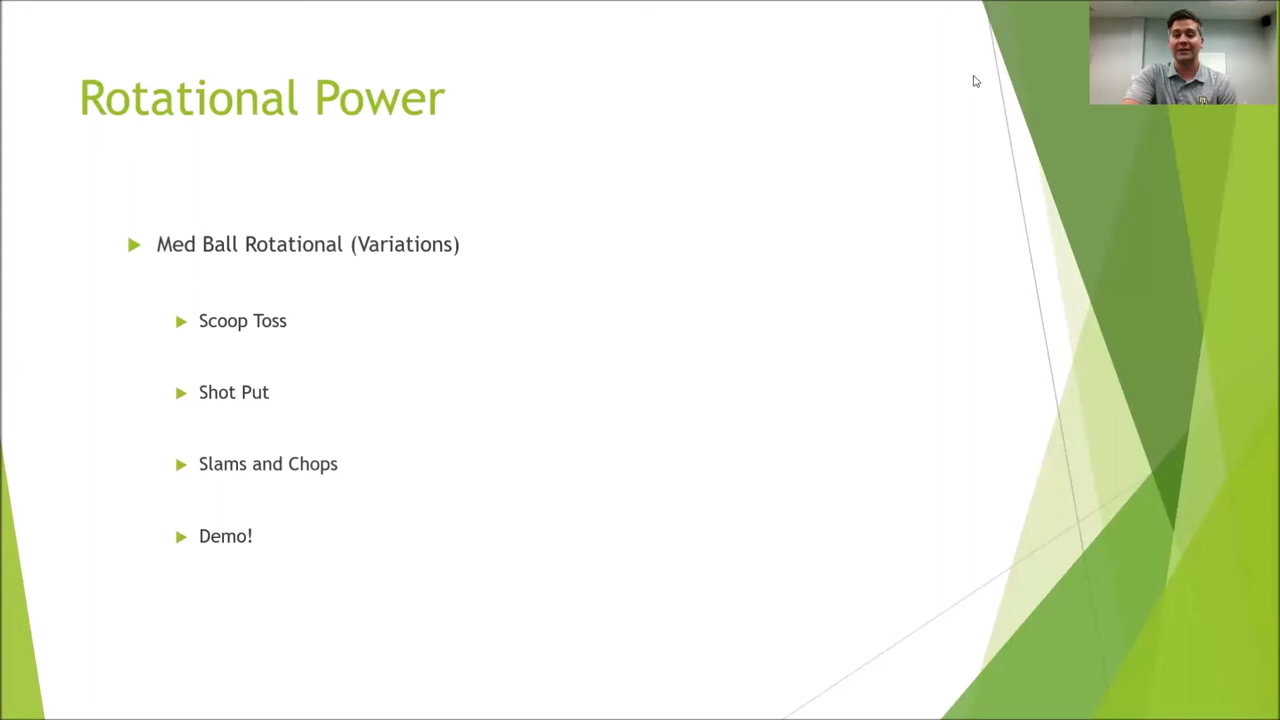 Rotational Power
Med Ball Rotational (Variations)
Scoop Toss
Shot Put
Slams and Chops
Demo!